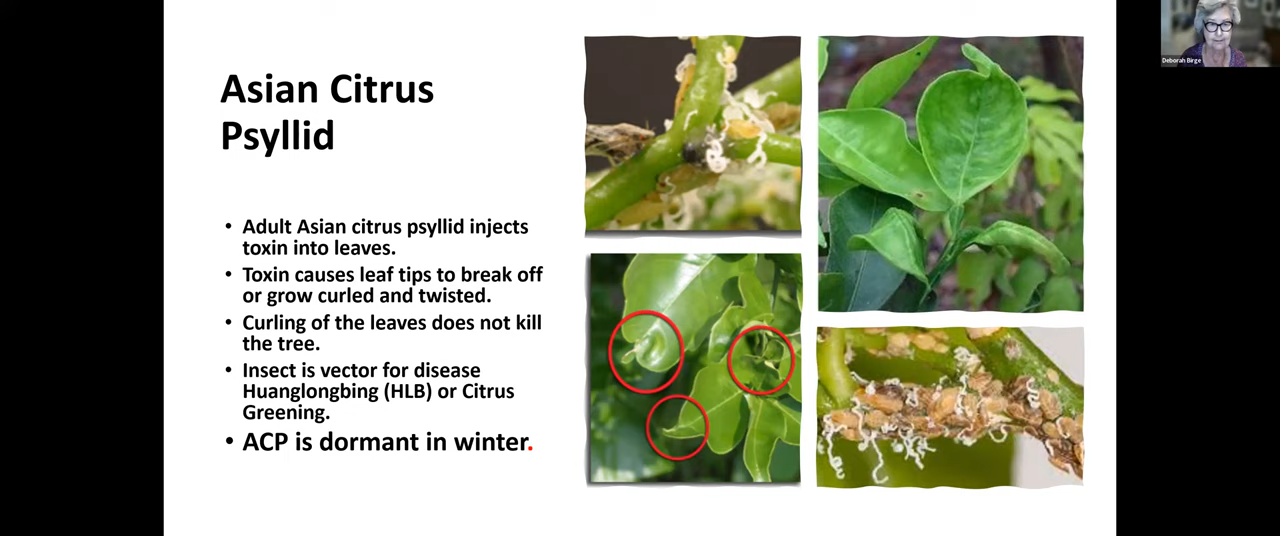 Asian Citrus
Psyllid
• Adult Asian citrus psyllid injects
toxin into leaves.
• Toxin causes leaf tips to break off
or grow curled and twisted.
• Curling of the leaves does not kill
the tree.
• Insect is vector for disease
Huanglongbing (HLB) or Citrus
Greening.
• ACP is dormant in winter.
Deborah Birge